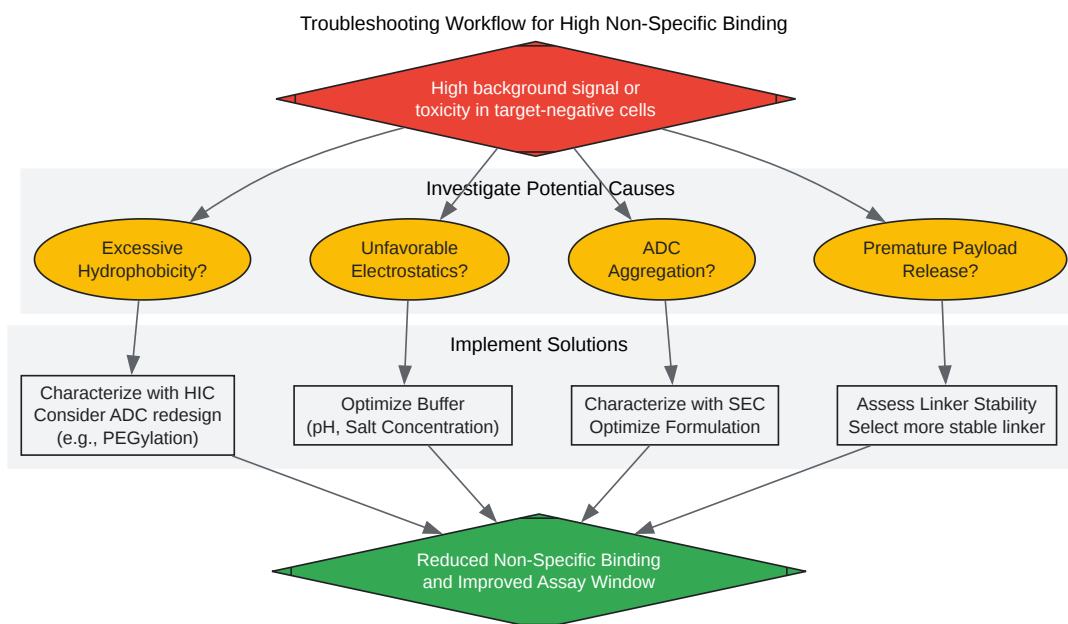 Troubleshooting Workflow for High Non-Specific Binding
High background signal or
toxicity in target-negative cells
Investigate Potential Causes
Excessive
Hydrophobicity?
Unfavorable
Electrostatics?
ADC
Aggregation?
Premature Payload
Release?
Implement Solutions
Characterize with HIC
Consider ADC redesign
(e.g., PEGylation)
Optimize Buffer
(pH, Salt Concentration)
Characterize with SEC
Optimize Formulation
Assess Linker Stability
Select more stable linker
Reduced Non-Specific Binding
and Improved Assay Window